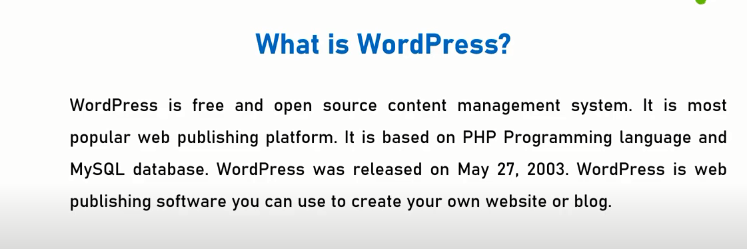 What is WordPress?
WordPress is free and open source content management system. It is most
popular web publishing platform. It is based on PHP Programming language and
MySQL database. WordPress was released on May 27, 2003. WordPress is web
publishing software you can use to create your own website or blog.